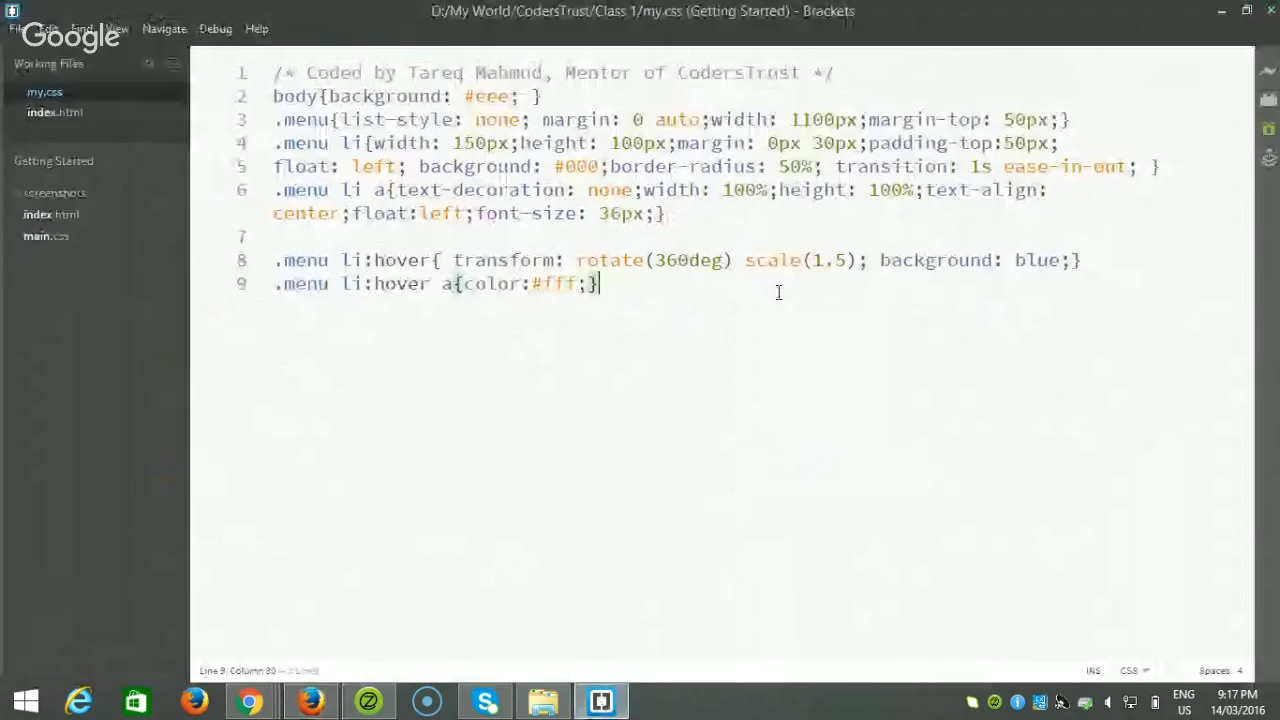 D:/My World/CodersTrust/Class 1/my.css (Getting Started) - Brackets
File Edit Find View Navigate Debug Help
Google
Working Files
my.css
index.html
Getting Started
screenshots
index.html
main.css
1 /* Coded by Tareq Mahmud, Mentor of CodersTrust */
2 body{background: #eee; }
3 .menu{list-style: none; margin: 0 auto;width: 1100px;margin-top: 50px;}
4 .menu li{width: 150px;height: 100px;margin: 0px 30px;padding-top:50px;
5 float: left; background: #000;border-radius: 50%; transition: 1s ease-in-out; }
6 .menu li a{text-decoration: none;width: 100%;height: 100%;text-align:
center;float:left;font-size: 36px;}
7
8 .menu li:hover{ transform: rotate(360deg) scale(1.5); background: blue;}
9 .menu li:hover a{color:#fff;}
Line 9, Column 30 — 9 Lines
INS CSS Spaces: 4
ENG 9:17 PM
US 14/03/2016